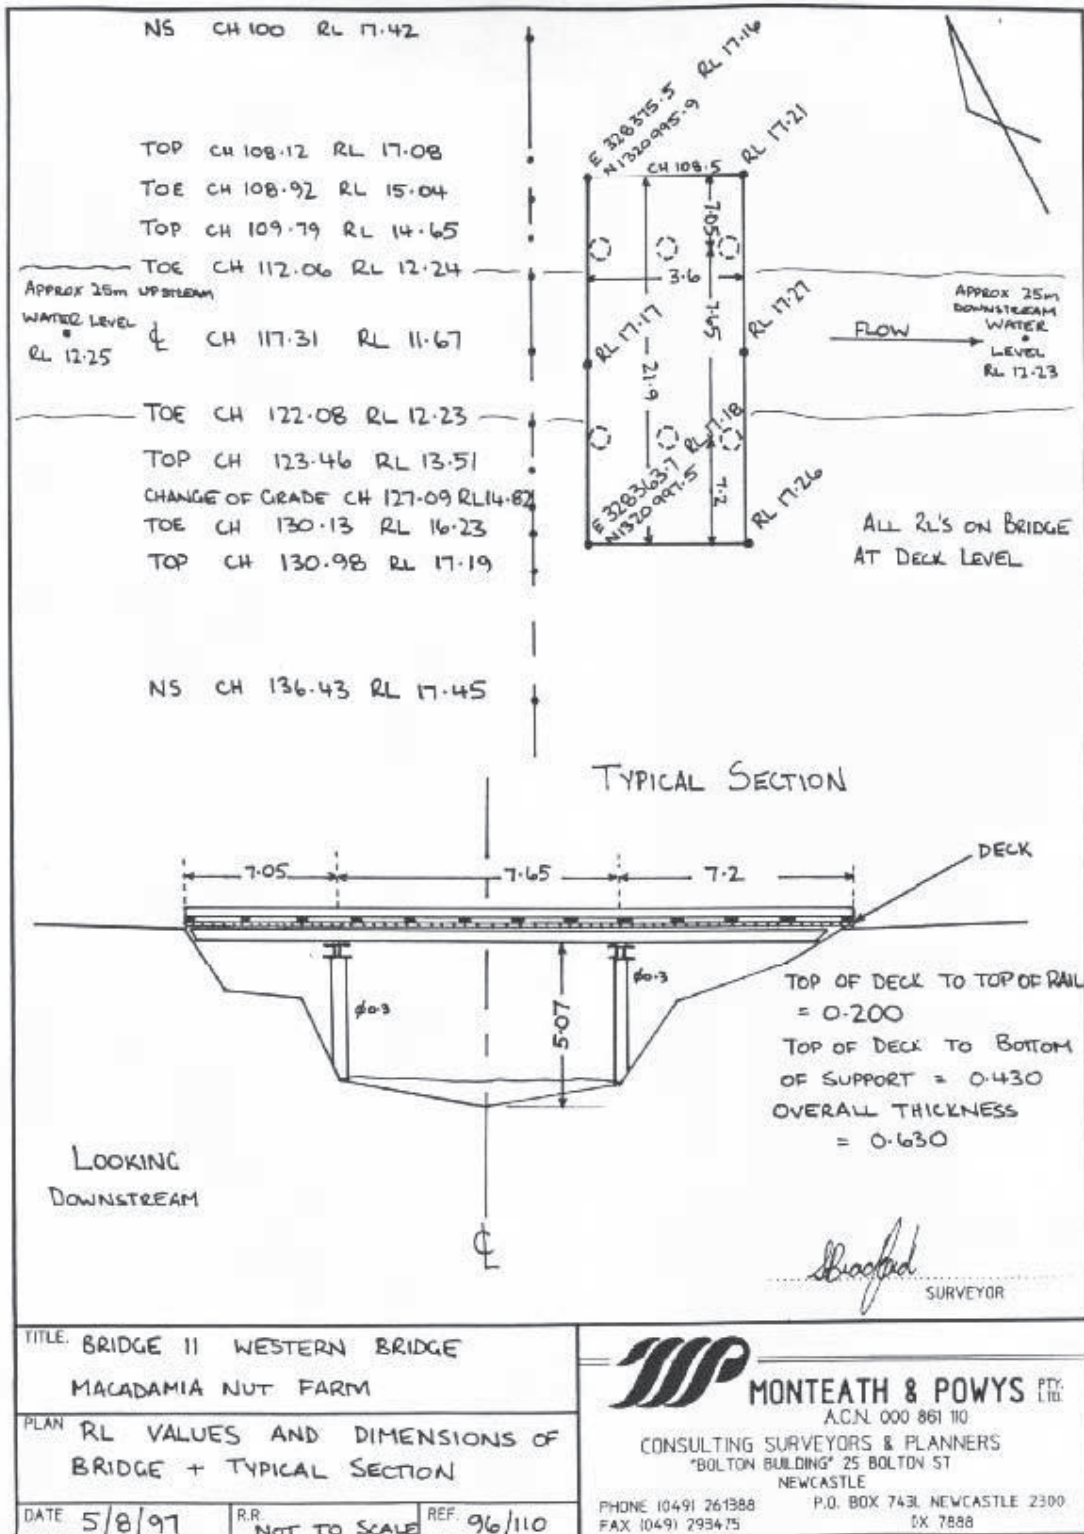 NS CH 100 RL 17.42
TOP CH 108.12 RL 17.08
TOE CH 108.92 RL 15.04
TOP CH 109.79 RL 14.65
TOE CH 112.06 RL 12.24
APPROX 25m UPSTREAM
WATER LEVEL
RL 12.25
℄ CH 117.31 RL 11.67
TOE CH 122.08 RL 12.23
TOP CH 123.46 RL 13.51
CHANGE OF GRADE CH 127.09 RL 14.82
TOE CH 130.13 RL 16.23
TOP CH 130.98 RL 17.19
NS CH 136.43 RL 17.45
E 328375.5 RL 17.16
N1320995.9
RL 17.21
CH 108.5
7.05
3.6
7.65
RL 17.17
RL 17.27
21.9
E 328363.7 RL 17.18
N1320997.5
7.2
RL 17.26
FLOW
APPROX 25m
DOWNSTREAM
WATER
LEVEL
RL 12.23
ALL RL'S ON BRIDGE
AT DECK LEVEL
TYPICAL SECTION
7.05
7.65
7.2
DECK
ø0.3
ø0.3
5.07
TOP OF DECK TO TOP OF RAIL
= 0.200
TOP OF DECK TO BOTTOM
OF SUPPORT = 0.430
OVERALL THICKNESS
= 0.630
LOOKING
DOWNSTREAM
℄
SBradford
SURVEYOR
TITLE. BRIDGE 11 WESTERN BRIDGE
MACADAMIA NUT FARM
PLAN RL VALUES AND DIMENSIONS OF
BRIDGE + TYPICAL SECTION
DATE 5/8/97
R.R. NOT TO SCALE
REF. 96/110
MONTEATH & POWYS PTY. LTD.
A.C.N. 000 861 110
CONSULTING SURVEYORS & PLANNERS
"BOLTON BUILDING" 25 BOLTON ST
NEWCASTLE
PHONE (049) 261388 P.O. BOX 743L NEWCASTLE 2300
FAX (049) 293475 DX 7888